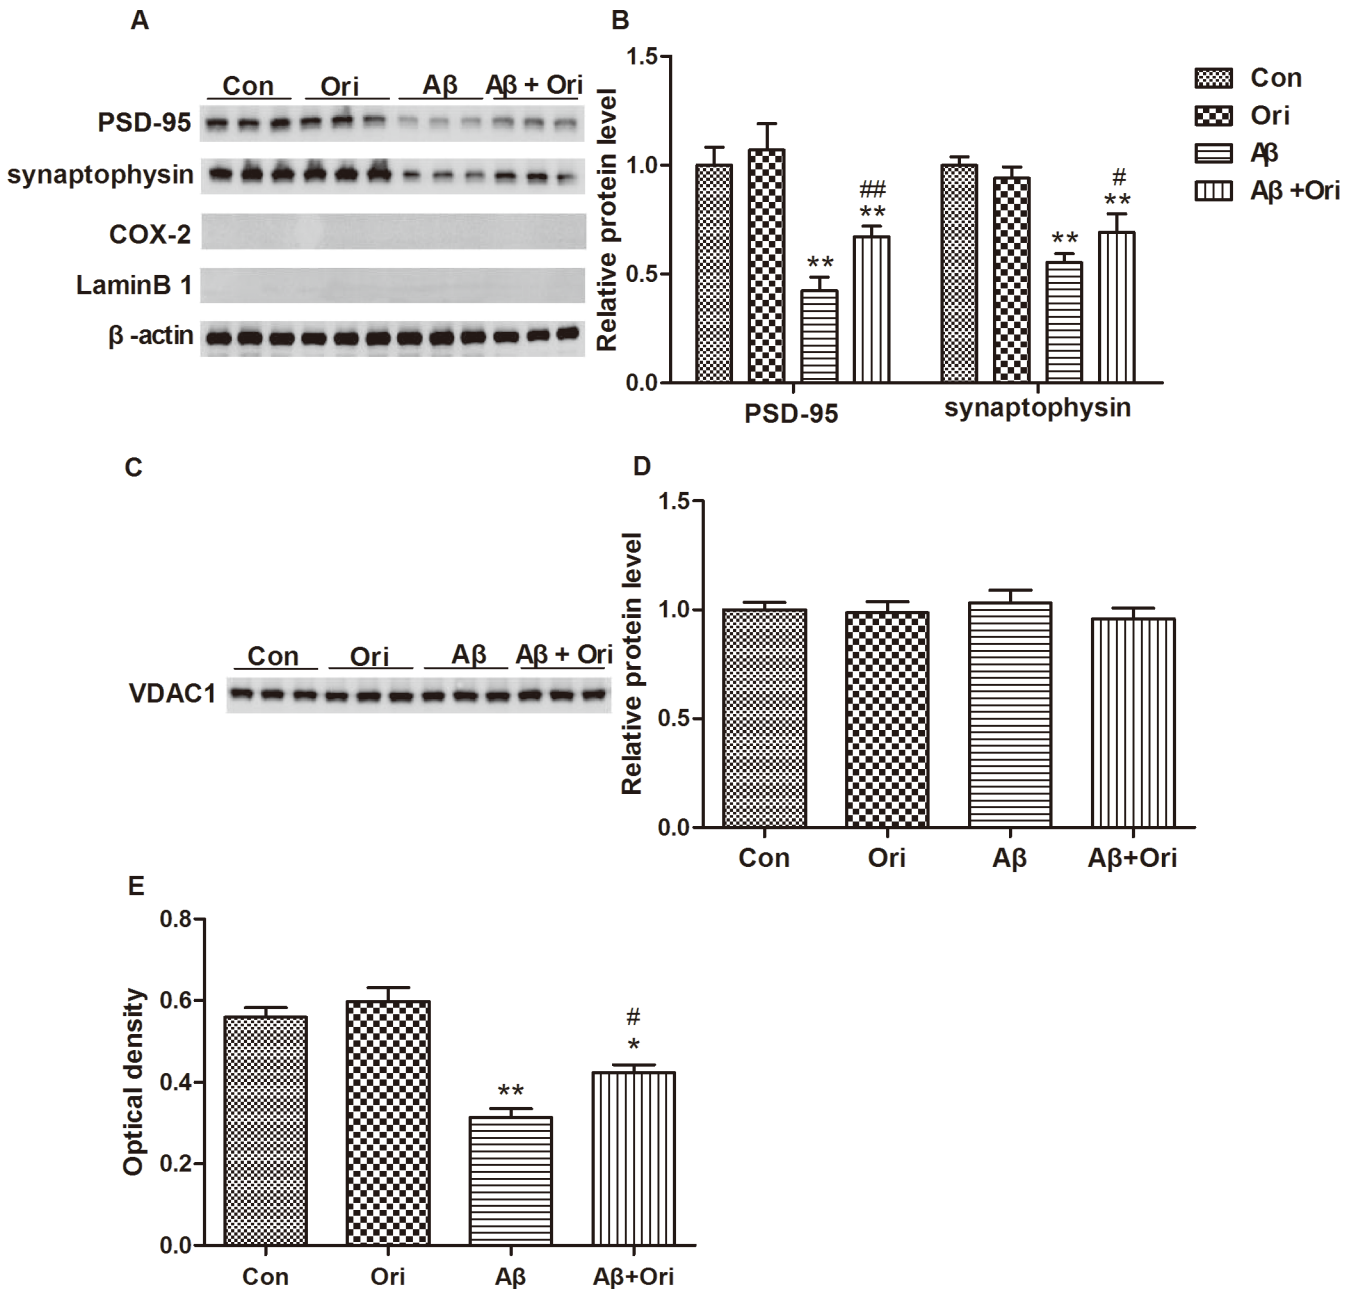 A
Con Ori Aβ Aβ + Ori
PSD-95
synaptophysin
COX-2
LaminB 1
β -actin
B
Relative protein level
1.5
1.0
0.5
0.0
** ## ** ** # **
PSD-95 synaptophysin
Con
Ori
Aβ
Aβ +Ori
C
Con Ori Aβ Aβ + Ori
VDAC1
D
Relative protein level
1.5
1.0
0.5
0.0
Con Ori Aβ Aβ+Ori
E
Optical density
0.8
0.6
0.4
0.2
0.0
** # *
Con Ori Aβ Aβ+Ori